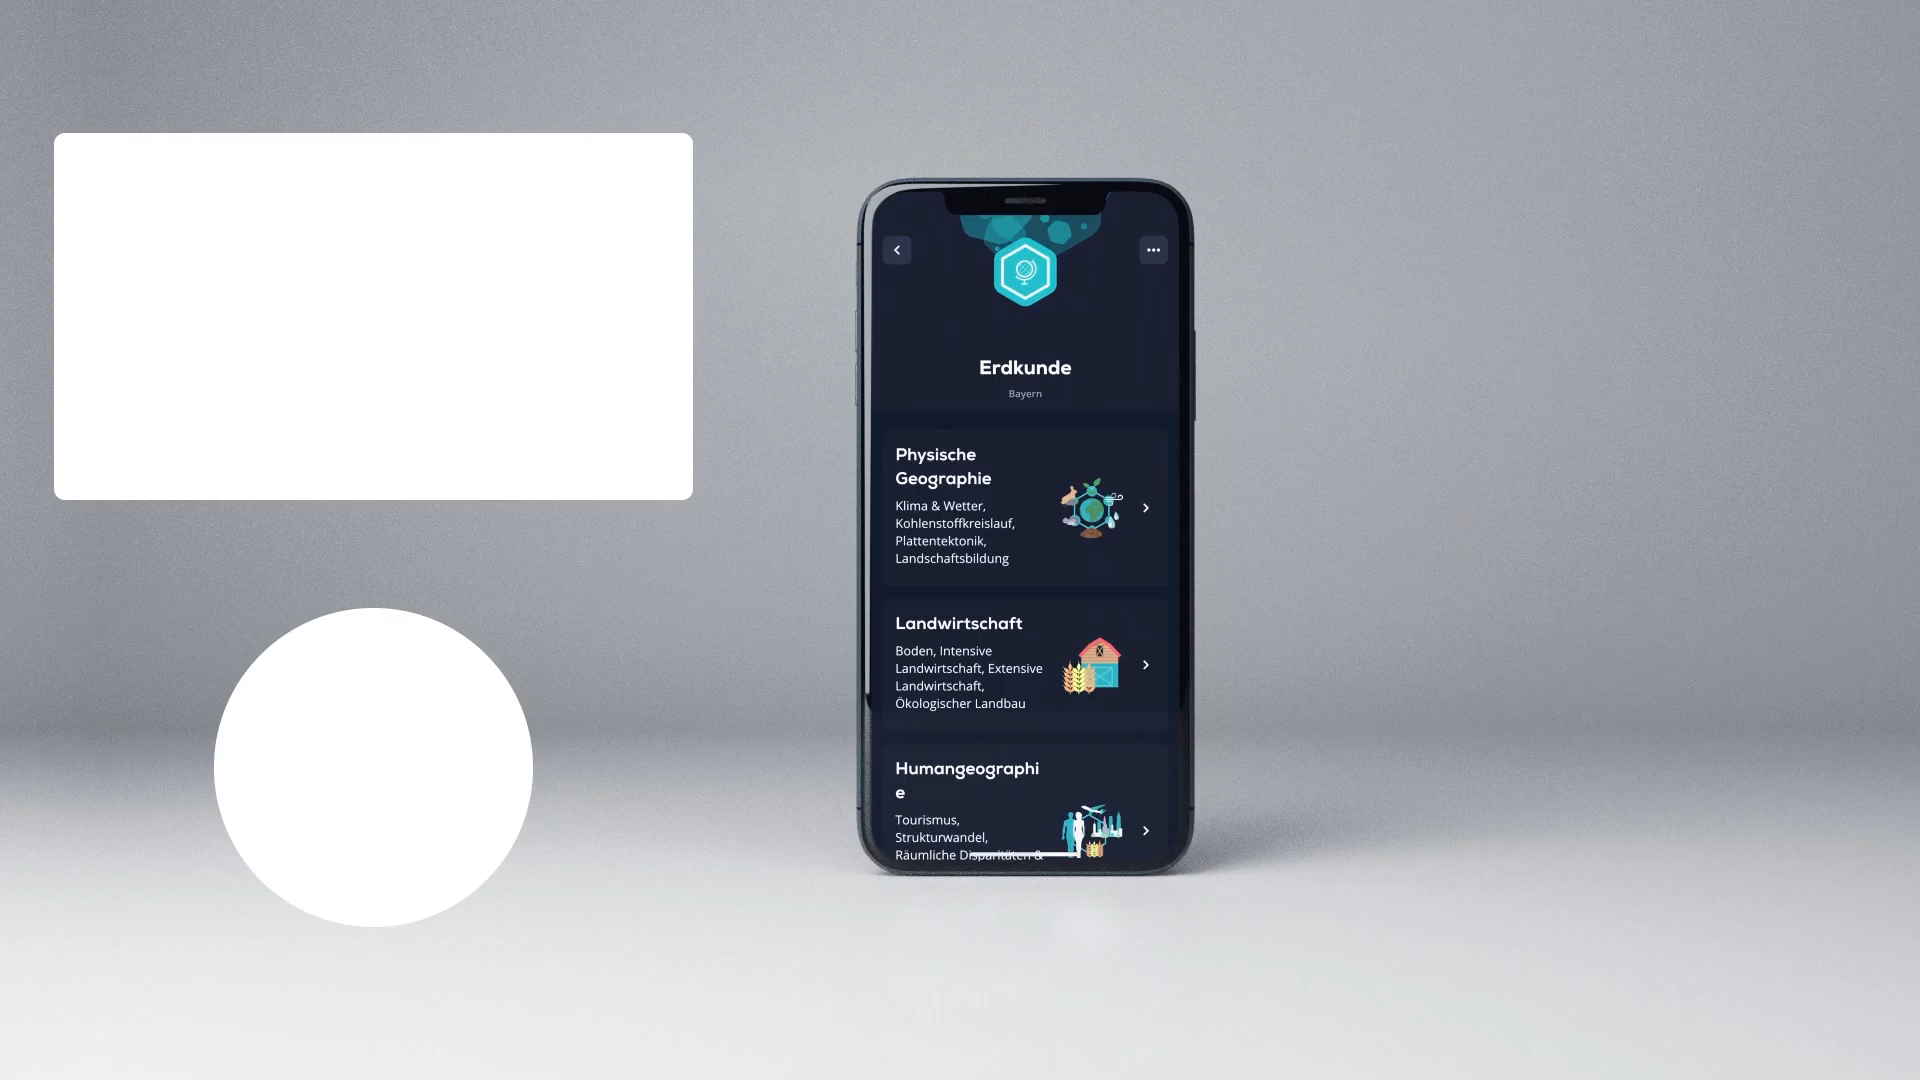 Erdkunde
Bayern
Physische
Geographie
Klima & Wetter,
Kohlenstoffkreislauf,
Plattentektonik,
Landschaftsbildung
Landwirtschaft
Boden, Intensive
Landwirtschaft, Extensive
Landwirtschaft,
Ökologischer Landbau
Humangeographi
e
Tourismus,
Strukturwandel,
Räumliche Disparitäten &